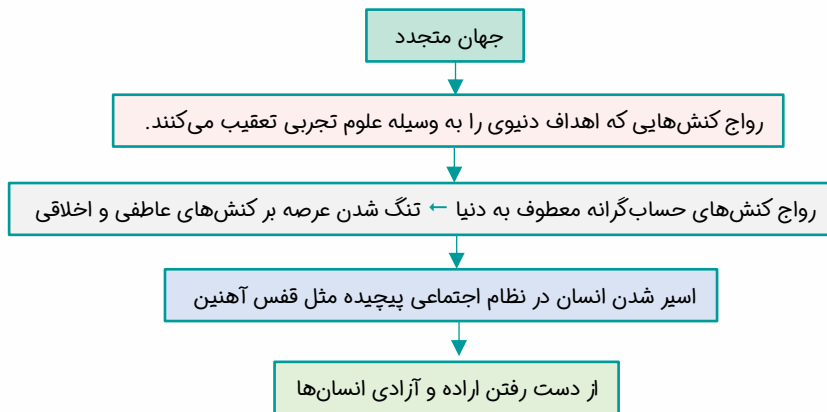 جهان متجدد
رواج کنش‌هایی که اهداف دنیوی را به وسیله علوم تجربی تعقیب می‌کنند.
رواج کنش‌های حساب‌گرانه معطوف به دنیا ← تنگ شدن عرصه بر کنش‌های عاطفی و اخلاقی
اسیر شدن انسان در نظام اجتماعی پیچیده مثل قفس آهنین
از دست رفتن اراده و آزادی انسان‌ها